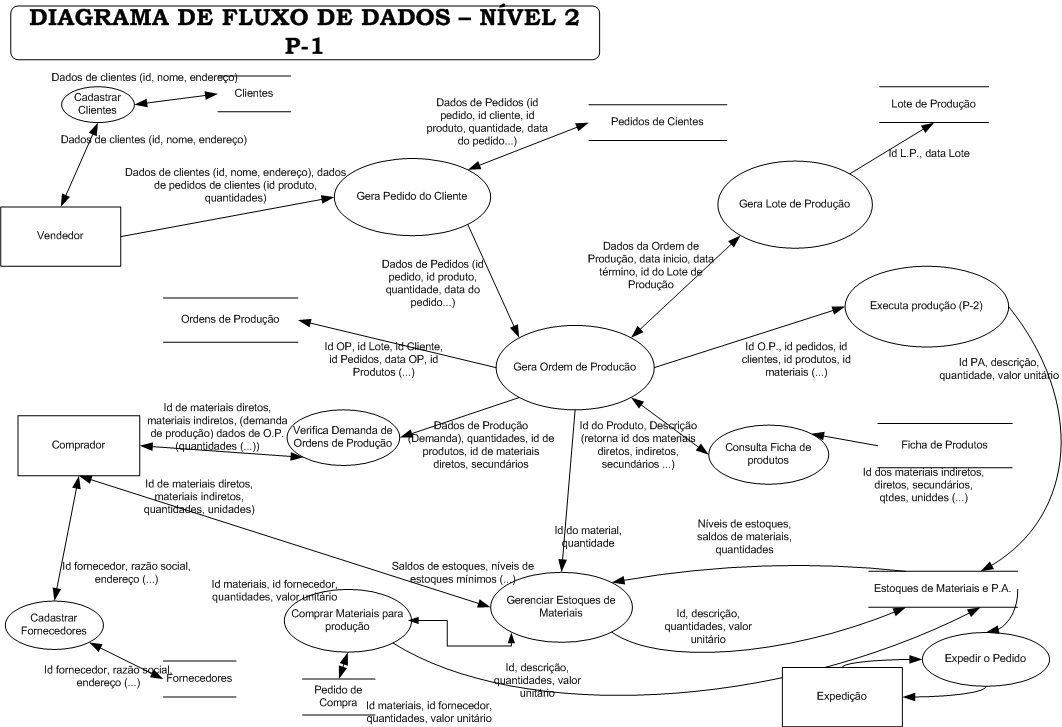 DIAGRAMA DE FLUXO DE DADOS – NÍVEL 2
P-1
Dados de clientes (id, nome, endereço)
Cadastrar
Clientes
Clientes
Dados de clientes (id, nome, endereço)
Dados de Pedidos (id
pedido, id cliente, id
produto, quantidade, data
do pedido...)
Pedidos de Cientes
Lote de Produção
Id L.P., data Lote
Dados de clientes (id, nome, endereço), dados
de pedidos de clientes (id produto,
quantidades)
Gera Pedido do Cliente
Gera Lote de Produção
Vendedor
Dados da Ordem de
Produção, data inicio, data
término, id do Lote de
Produção
Dados de Pedidos (id
pedido, id produto,
quantidade, data do
pedido...)
Ordens de Produção
Executa produção (P-2)
Id OP, id Lote, id Cliente,
id Pedidos, data OP, id
Produtos (...)
Gera Ordem de Producão
Id O.P., id pedidos, id
clientes, id produtos, id
materiais (...)
Id PA, descrição,
quantidade, valor unitário
Id de materiais diretos,
materiais indiretos, (demanda
de produção) dados de O.P.
(quantidades (...))
Comprador
Verifica Demanda de
Ordens de Produção
Dados de Produção
(Demanda), quantidades, id de
produtos, id de materiais
diretos, secundários
Id do Produto, Descrição
(retorna id dos materiais
diretos, indiretos,
secundários ...)
Consulta Ficha de
produtos
Ficha de Produtos
Id dos materiais indiretos,
diretos, secundários,
qtdes, uniddes (...)
Id de materiais diretos,
materiais indiretos,
quantidades, unidades)
Id do material,
quantidade
Níveis de estoques,
saldos de materiais,
quantidades
Id fornecedor, razão social,
endereço (...)
Saldos de estoques, níveis de
estoques mínimos (...)
Id materiais, id fornecedor,
quantidades, valor unitário
Estoques de Materiais e P.A.
Gerenciar Estoques de
Materiais
Comprar Materiais para
produção
Cadastrar
Fornecedores
Id, descrição,
quantidades, valor
unitário
Expedir o Pedido
Id fornecedor, razão social,
endereço (...)
Fornecedores
Id, descrição,
quantidades, valor
unitário
Pedido de
Compra
Id materiais, id fornecedor,
quantidades, valor unitário
Expedição